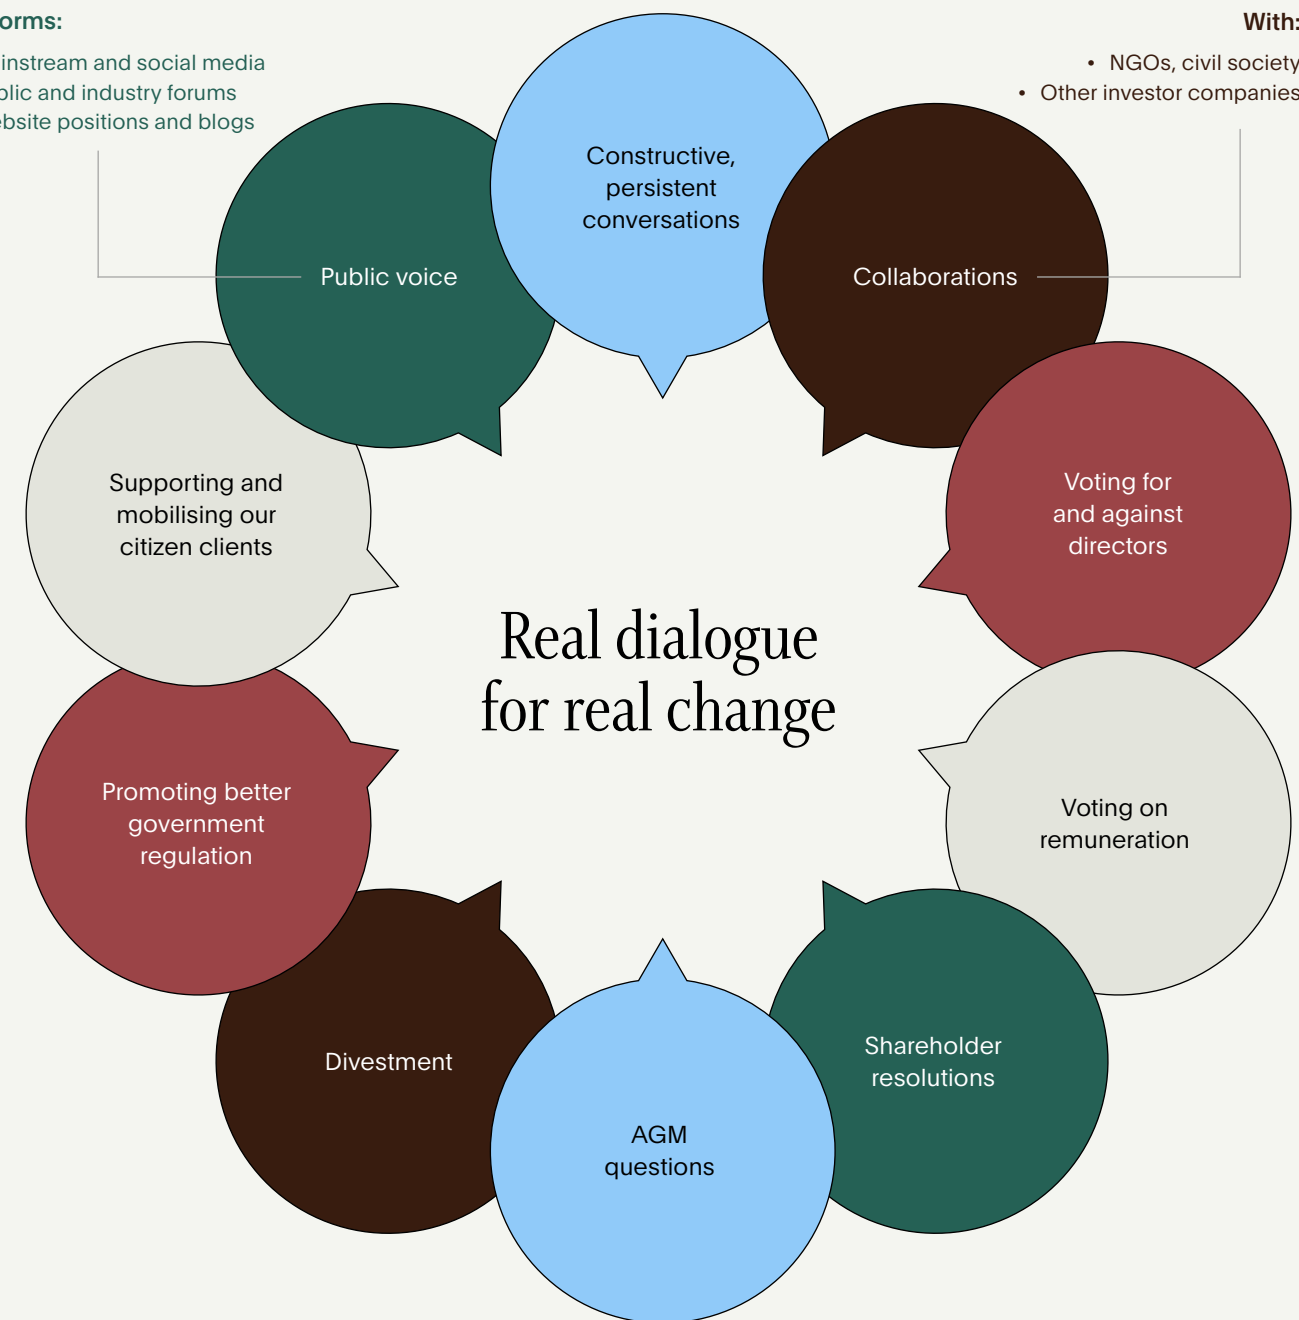 orms:
instream and social media
blic and industry forums
ebsite positions and blogs
With:
• NGOs, civil society
• Other investor companies
Constructive,
persistent
conversations
Public voice
Collaborations
Supporting and
mobilising our
citizen clients
Voting for
and against
directors
Real dialogue
for real change
Promoting better
government
regulation
Voting on
remuneration
Divestment
Shareholder
resolutions
AGM
questions